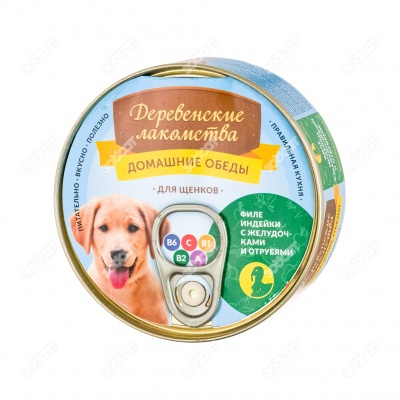 Деревенские
лакомства
ДОМАШНИЕ ОБЕДЫ
ДЛЯ ЩЕНКОВ
ПИТАТЕЛЬНО • ВКУСНО • ПОЛЕЗНО
ПРАВИЛЬНАЯ КУХНЯ
B6 C B1
B2 A
ФИЛЕ
ИНДЕЙКИ
С ЖЕЛУДОЧ-
КАМИ
И ОТРУБЯМИ